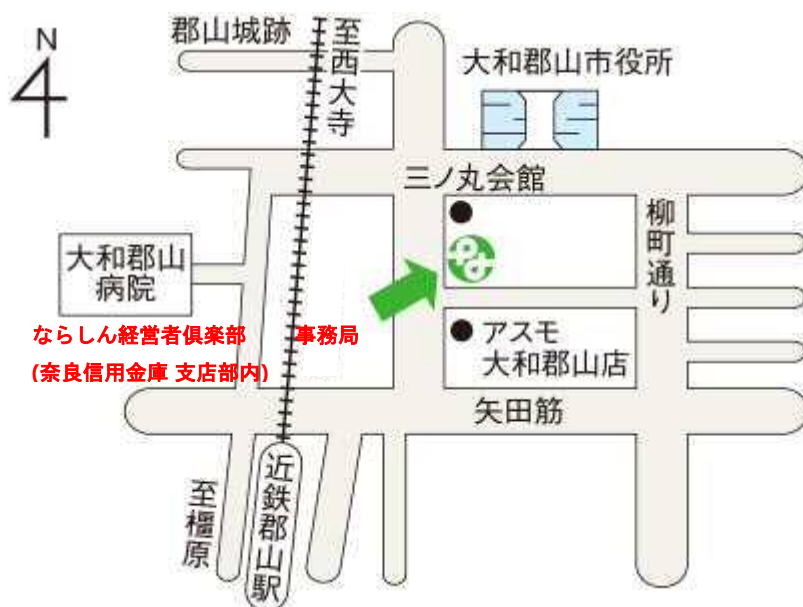 N
郡山城跡
至西大寺
大和郡山市役所
三ノ丸会館
柳町通り
大和郡山
病院
ならしん経営者倶楽部 事務局
(奈良信用金庫 支店部内)
アスモ
大和郡山店
矢田筋
至橿原
近鉄郡山駅